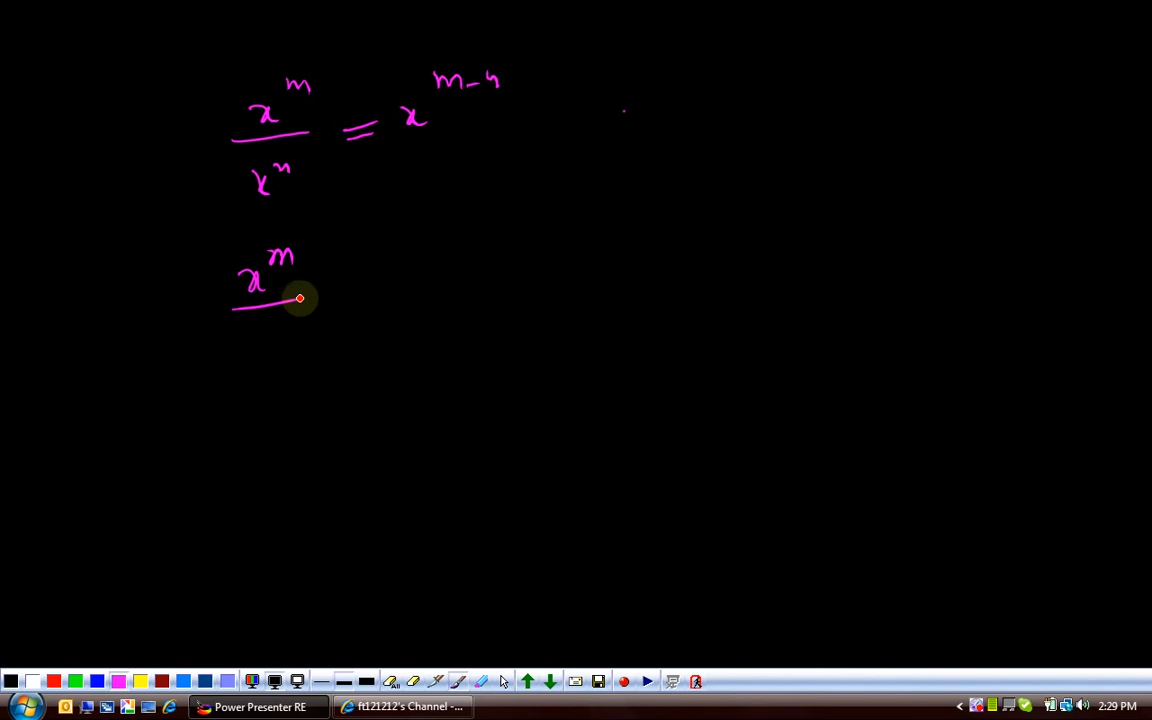 x^m / x^n = x^(m-n)
x^m
Power Presenter RE
ft121212's Channel -...
2:29 PM